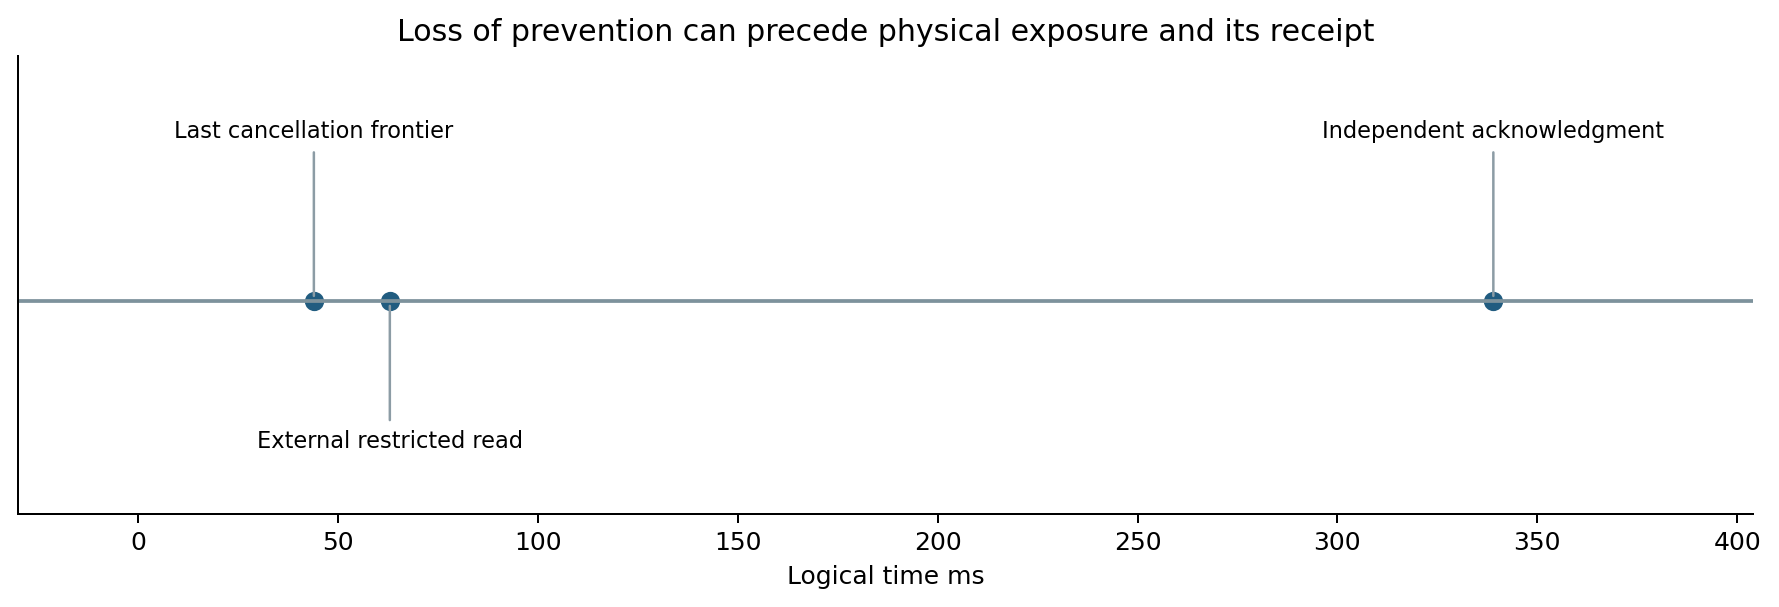 Loss of prevention can precede physical exposure and its receipt
Last cancellation frontier
Independent acknowledgment
External restricted read
0 50 100 150 200 250 300 350 400
Logical time ms